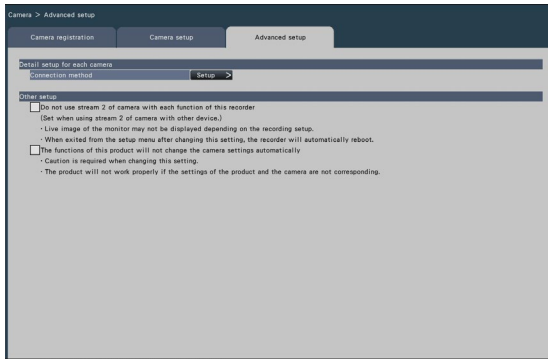 Camera > Advanced setup
Camera registration
Camera setup
Advanced setup
Detail setup for each camera
Connection method
Setup >
Other setup
Do not use stream 2 of camera with each function of this recorder
(Set when using stream 2 of camera with other device.)
・Live image of the monitor may not be displayed depending on the recording setup.
・When exited from the setup menu after changing this setting, the recorder will automatically reboot.
The functions of this product will not change the camera settings automatically
・Caution is required when changing this setting.
・The product will not work properly if the settings of the product and the camera are not corresponding.